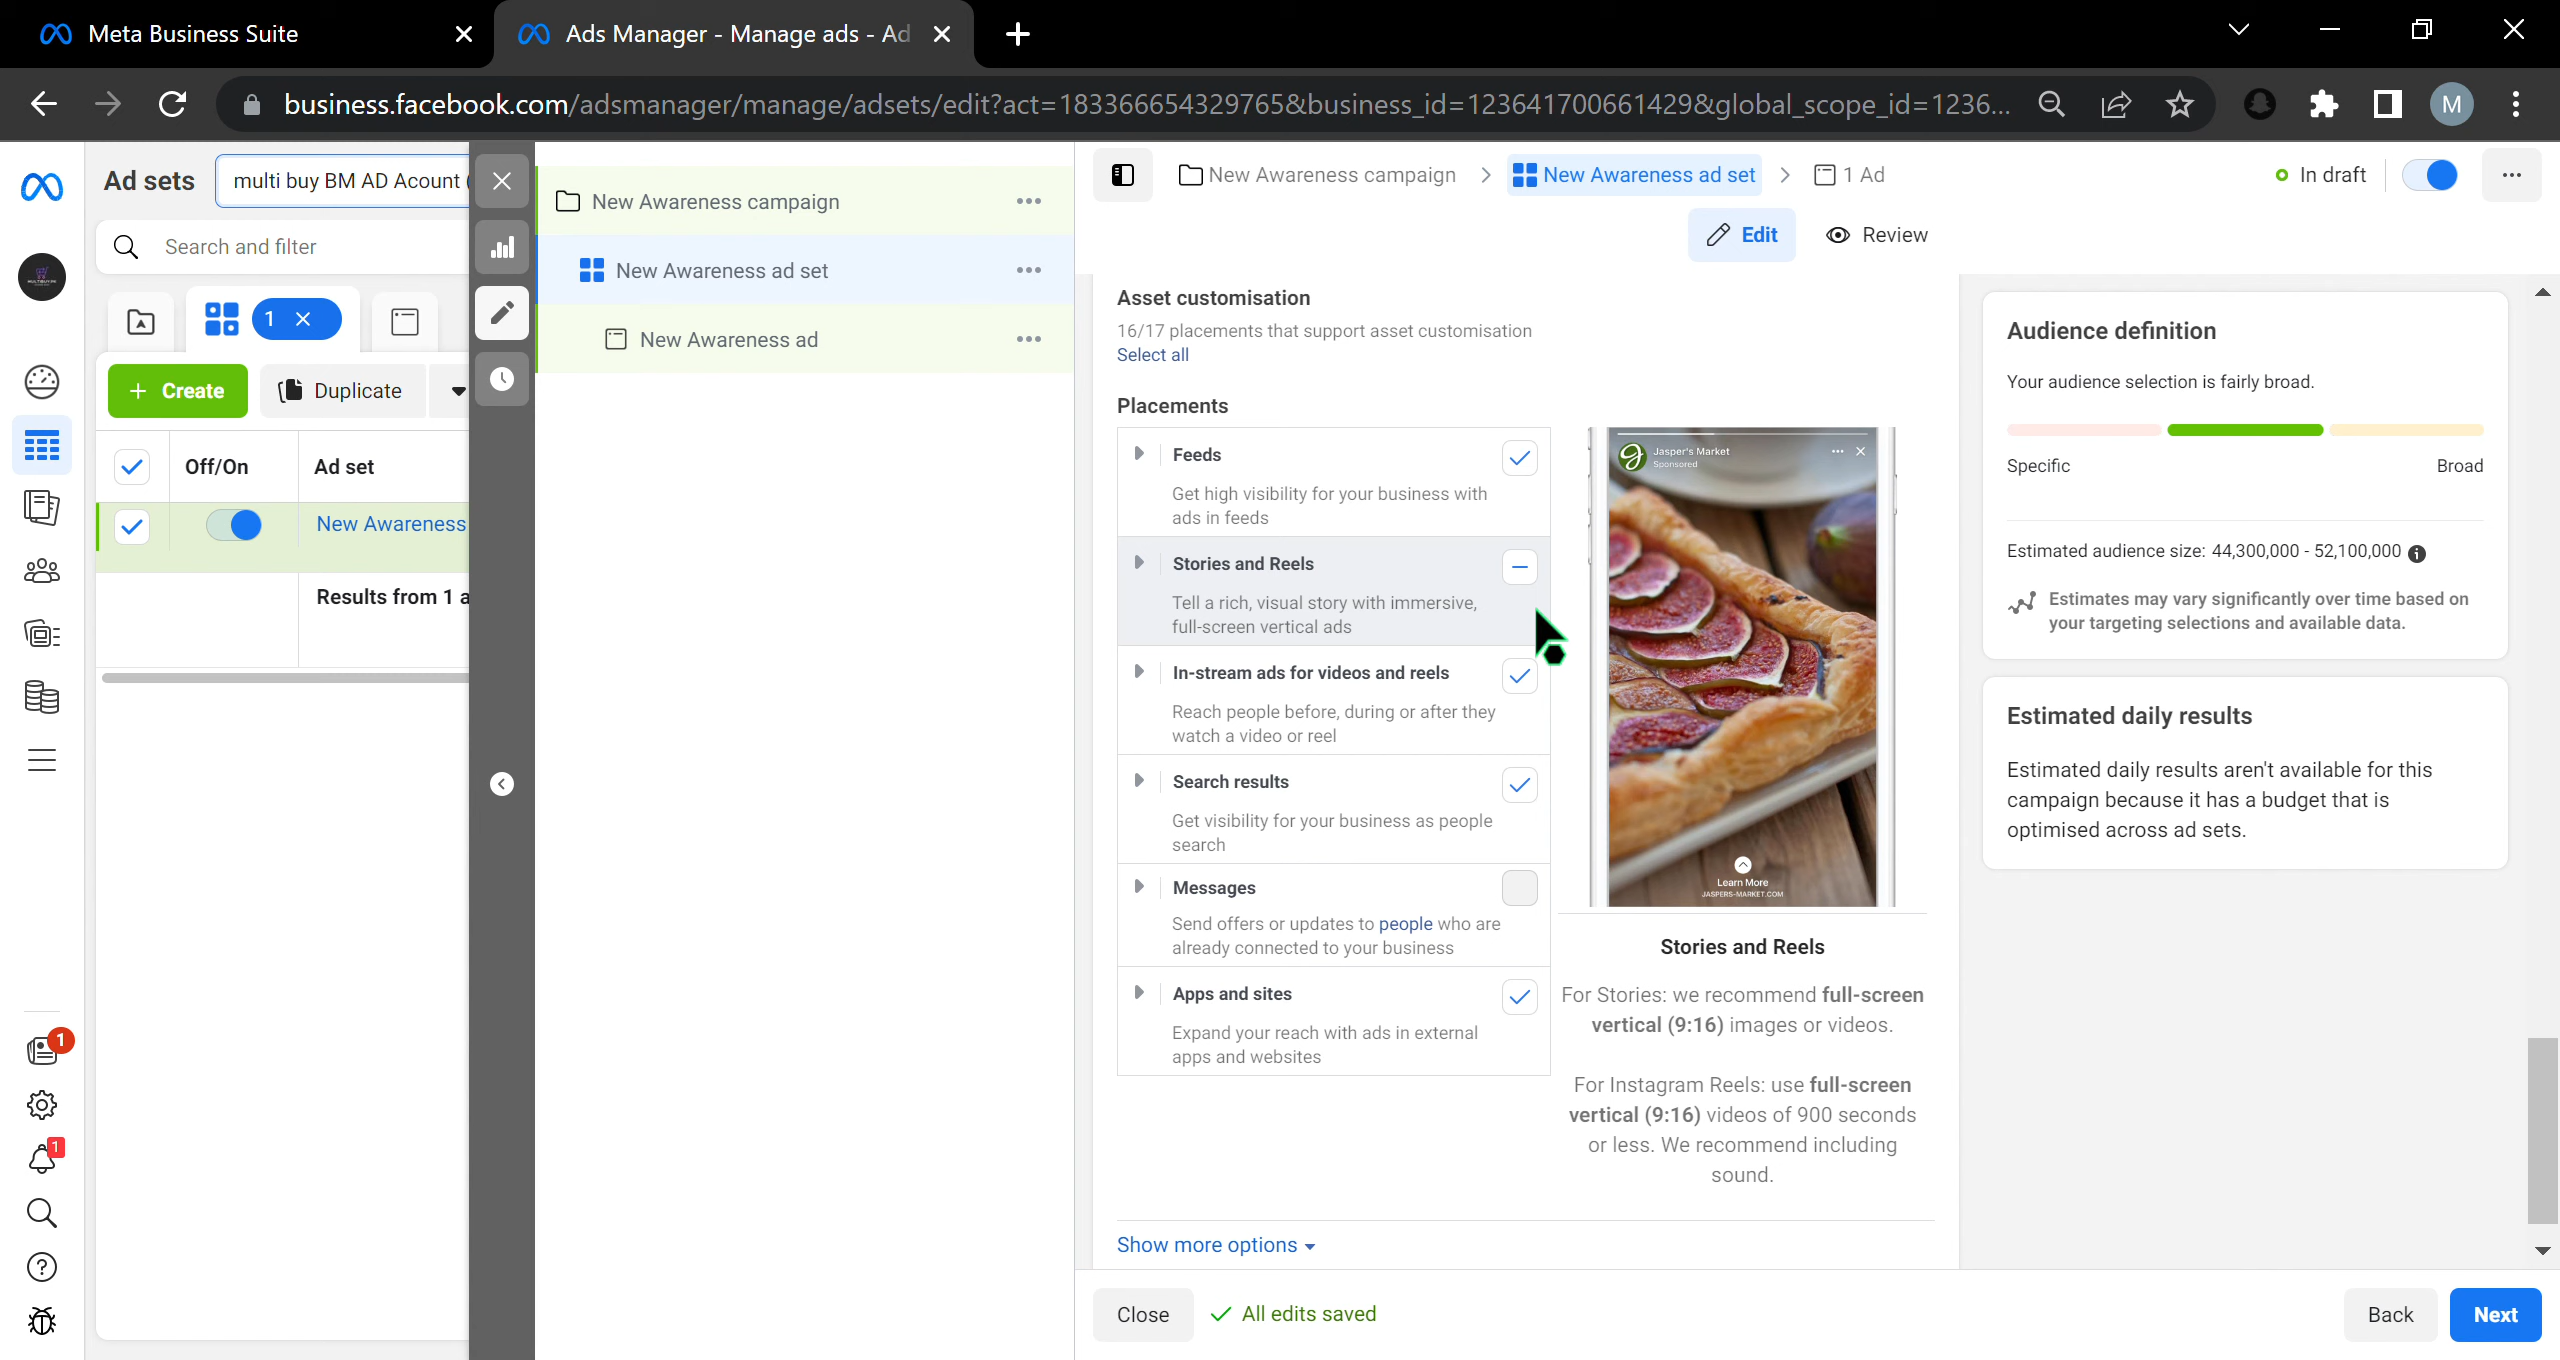 Meta Business Suite
Ads Manager - Manage ads - Ad
business.facebook.com/adsmanager/manage/adsets/edit?act=183366654329765&business_id=123641700661429&global_scope_id=1236...
M
Ad sets
multi buy BM AD Acount (
Search and filter
1
Create
Duplicate
Off/On
Ad set
New Awareness
Results from 1 a
1
1
New Awareness campaign
New Awareness ad set
New Awareness ad
New Awareness campaign
New Awareness ad set
1 Ad
In draft
Edit
Review
Asset customisation
16/17 placements that support asset customisation
Select all
Placements
Feeds
Get high visibility for your business with
ads in feeds
Stories and Reels
Tell a rich, visual story with immersive,
full-screen vertical ads
In-stream ads for videos and reels
Reach people before, during or after they
watch a video or reel
Search results
Get visibility for your business as people
search
Messages
Send offers or updates to people who are
already connected to your business
Apps and sites
Expand your reach with ads in external
apps and websites
Jasper's Market
Sponsored
Learn More
JASPERS-MARKET.COM
Stories and Reels
For Stories: we recommend full-screen
vertical (9:16) images or videos.
For Instagram Reels: use full-screen
vertical (9:16) videos of 900 seconds
or less. We recommend including
sound.
Show more options
Audience definition
Your audience selection is fairly broad.
Specific
Broad
Estimated audience size: 44,300,000 - 52,100,000
Estimates may vary significantly over time based on
your targeting selections and available data.
Estimated daily results
Estimated daily results aren't available for this
campaign because it has a budget that is
optimised across ad sets.
Close
All edits saved
Back
Next